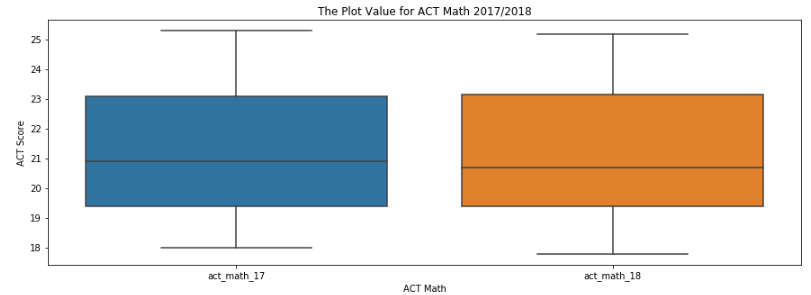 The Plot Value for ACT Math 2017/2018
ACT Score
25
24
23
22
21
20
19
18
act_math_17
act_math_18
ACT Math